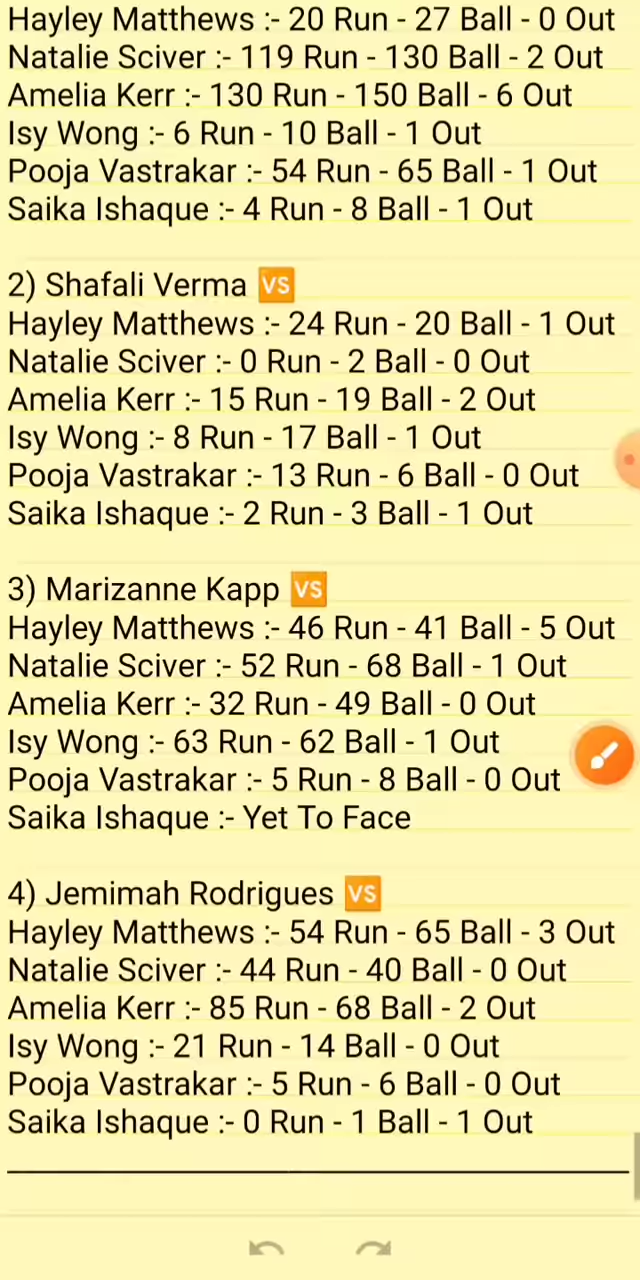 Hayley Matthews :- 20 Run - 27 Ball - 0 Out
Natalie Sciver :- 119 Run - 130 Ball - 2 Out
Amelia Kerr :- 130 Run - 150 Ball - 6 Out
Isy Wong :- 6 Run - 10 Ball - 1 Out
Pooja Vastrakar :- 54 Run - 65 Ball - 1 Out
Saika Ishaque :- 4 Run - 8 Ball - 1 Out
2) Shafali Verma 🆚
Hayley Matthews :- 24 Run - 20 Ball - 1 Out
Natalie Sciver :- 0 Run - 2 Ball - 0 Out
Amelia Kerr :- 15 Run - 19 Ball - 2 Out
Isy Wong :- 8 Run - 17 Ball - 1 Out
Pooja Vastrakar :- 13 Run - 6 Ball - 0 Out
Saika Ishaque :- 2 Run - 3 Ball - 1 Out
3) Marizanne Kapp 🆚
Hayley Matthews :- 46 Run - 41 Ball - 5 Out
Natalie Sciver :- 52 Run - 68 Ball - 1 Out
Amelia Kerr :- 32 Run - 49 Ball - 0 Out
Isy Wong :- 63 Run - 62 Ball - 1 Out
Pooja Vastrakar :- 5 Run - 8 Ball - 0 Out
Saika Ishaque :- Yet To Face
4) Jemimah Rodrigues 🆚
Hayley Matthews :- 54 Run - 65 Ball - 3 Out
Natalie Sciver :- 44 Run - 40 Ball - 0 Out
Amelia Kerr :- 85 Run - 68 Ball - 2 Out
Isy Wong :- 21 Run - 14 Ball - 0 Out
Pooja Vastrakar :- 5 Run - 6 Ball - 0 Out
Saika Ishaque :- 0 Run - 1 Ball - 1 Out